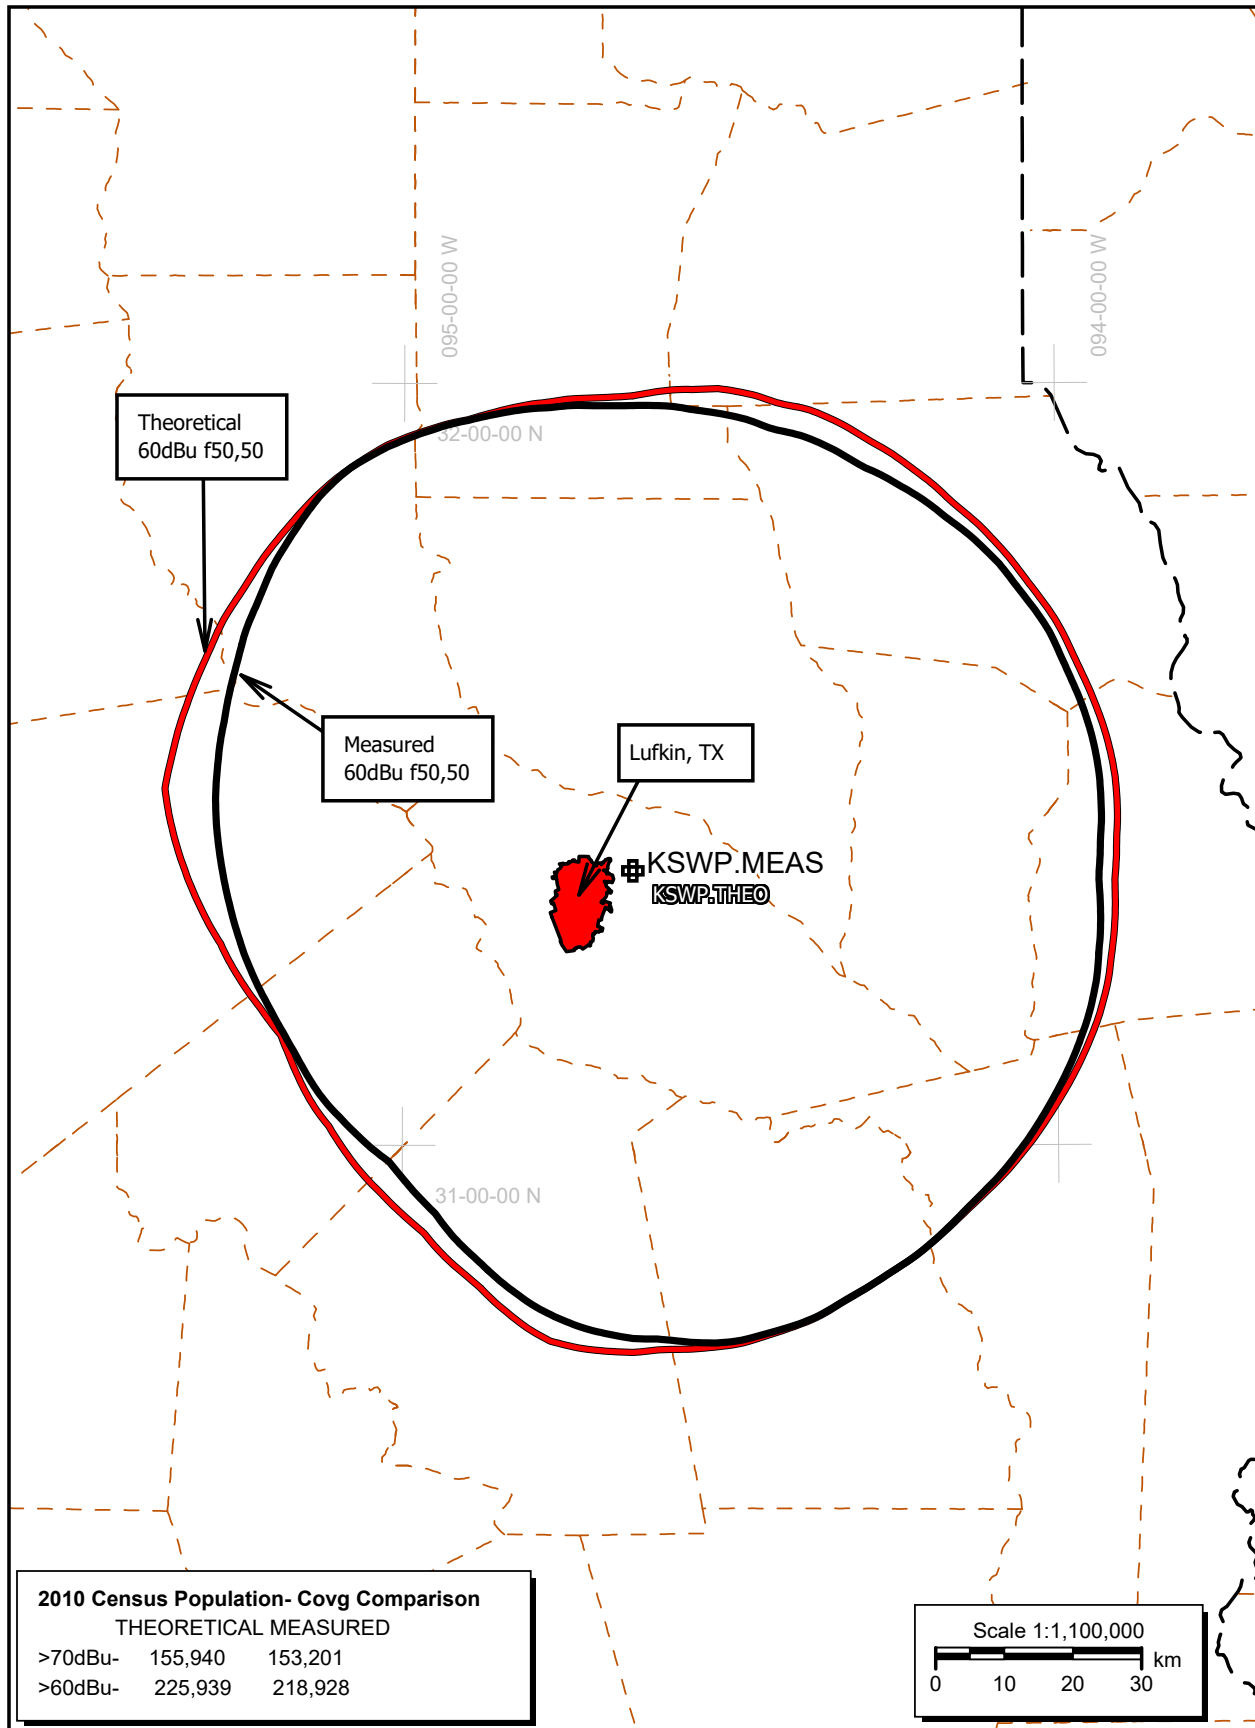 095-00-00 W
094-00-00 W
Theoretical
60dBu f50,50
32-00-00 N
Measured
60dBu f50,50
Lufkin, TX
KSWP.MEAS
KSWP.THEO
31-00-00 N
2010 Census Population- Covg Comparison
THEORETICAL MEASURED
>70dBu- 155,940 153,201
>60dBu- 225,939 218,928
Scale 1:1,100,000
km
0 10 20 30